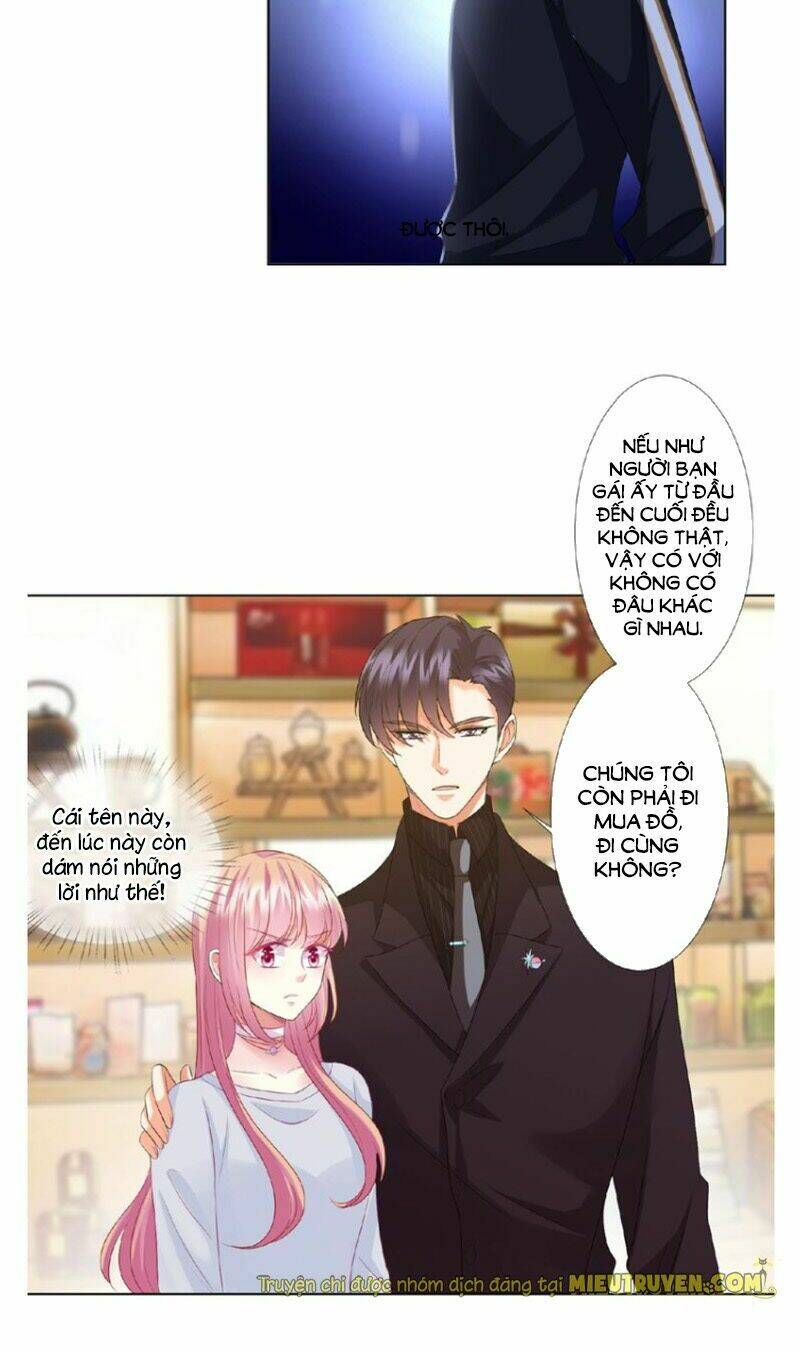 ĐƯỢC THÔI.
NẾU NHƯ
NGƯỜI BẠN
GÁI ẤY TỪ ĐẦU
ĐẾN CUỐI ĐỀU
KHÔNG THẬT,
VẬY CÓ VỚI
KHÔNG CÓ
ĐÂU KHÁC
GÌ NHAU.
CHÚNG TÔI
CÒN PHẢI ĐI
MUA ĐỒ,
ĐI CÙNG
KHÔNG?
Cái tên này,
đến lúc này còn
dám nói những
lời như thế!
Truyện chỉ được nhóm dịch đăng tại MIEUTRUYEN.COM